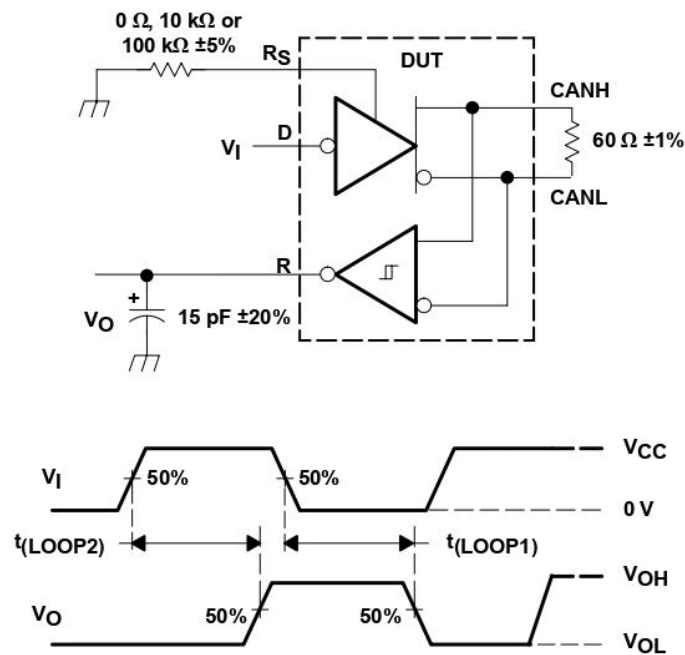 0 Ω, 10 kΩ or
100 kΩ ±5%
RS
DUT
CANH
VI
D
60 Ω ±1%
CANL
R
+
VO
15 pF ±20%
VI
50%
50%
VCC
0 V
t(LOOP2)
t(LOOP1)
VO
50%
50%
VOH
VOL